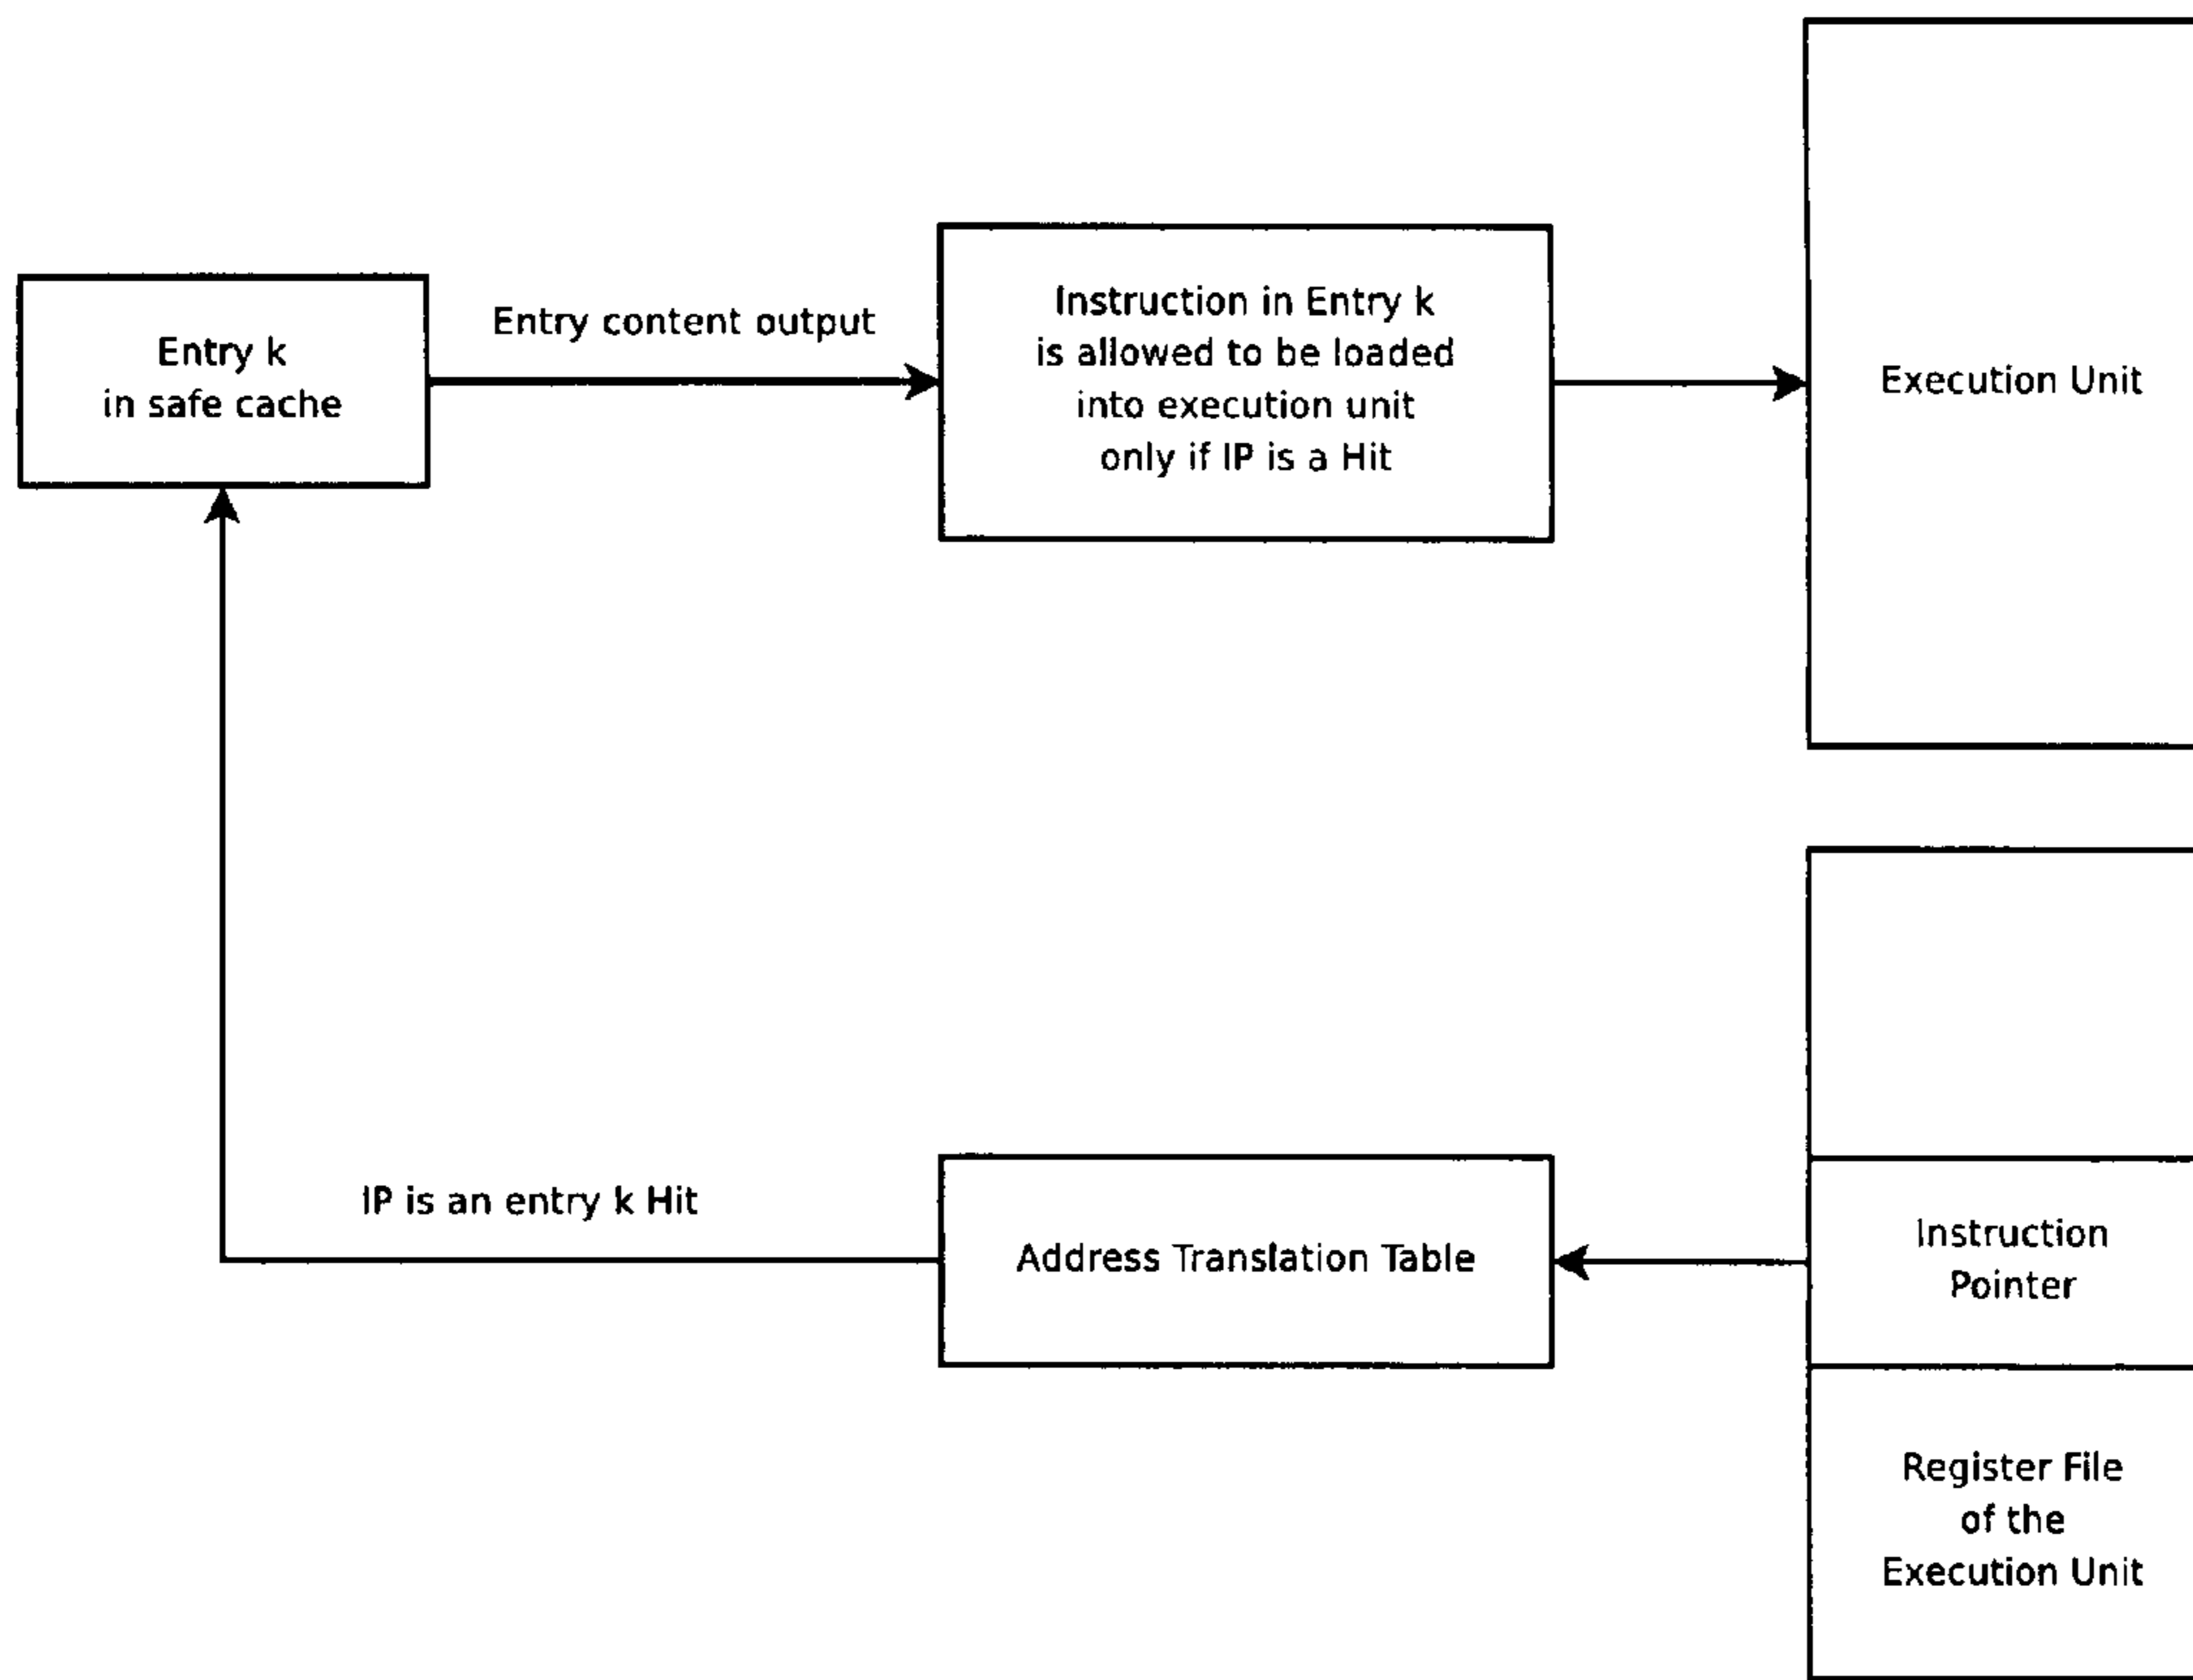 Entry k
in safe cache
Entry content output
Instruction in Entry k
is allowed to be loaded
into execution unit
only if IP is a Hit
Execution Unit
IP is an entry k Hit
Address Translation Table
Instruction
Pointer
Register File
of the
Execution Unit